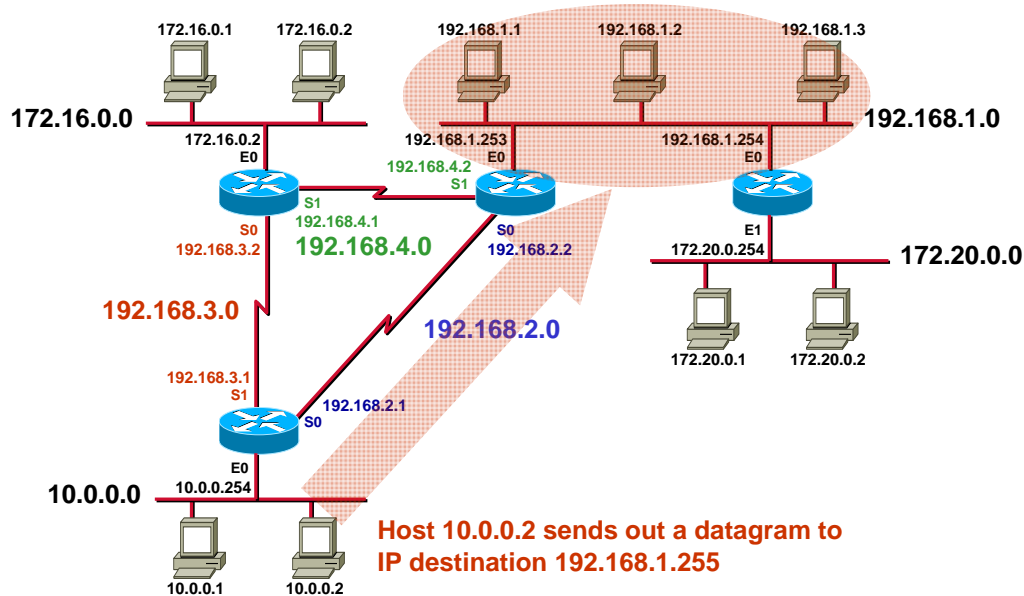 172.16.0.1
172.16.0.2
192.168.1.1
192.168.1.2
192.168.1.3
172.16.0.0
192.168.1.0
172.16.0.2
E0
192.168.1.253
E0
192.168.1.254
E0
192.168.4.2
S1
S1
192.168.4.1
192.168.4.0
S0
192.168.3.2
S0
192.168.2.2
E1
172.20.0.254
172.20.0.0
192.168.3.0
192.168.2.0
172.20.0.1
172.20.0.2
192.168.3.1
S1
192.168.2.1
S0
E0
10.0.0.254
10.0.0.0
Host 10.0.0.2 sends out a datagram to
IP destination 192.168.1.255
10.0.0.1
10.0.0.2